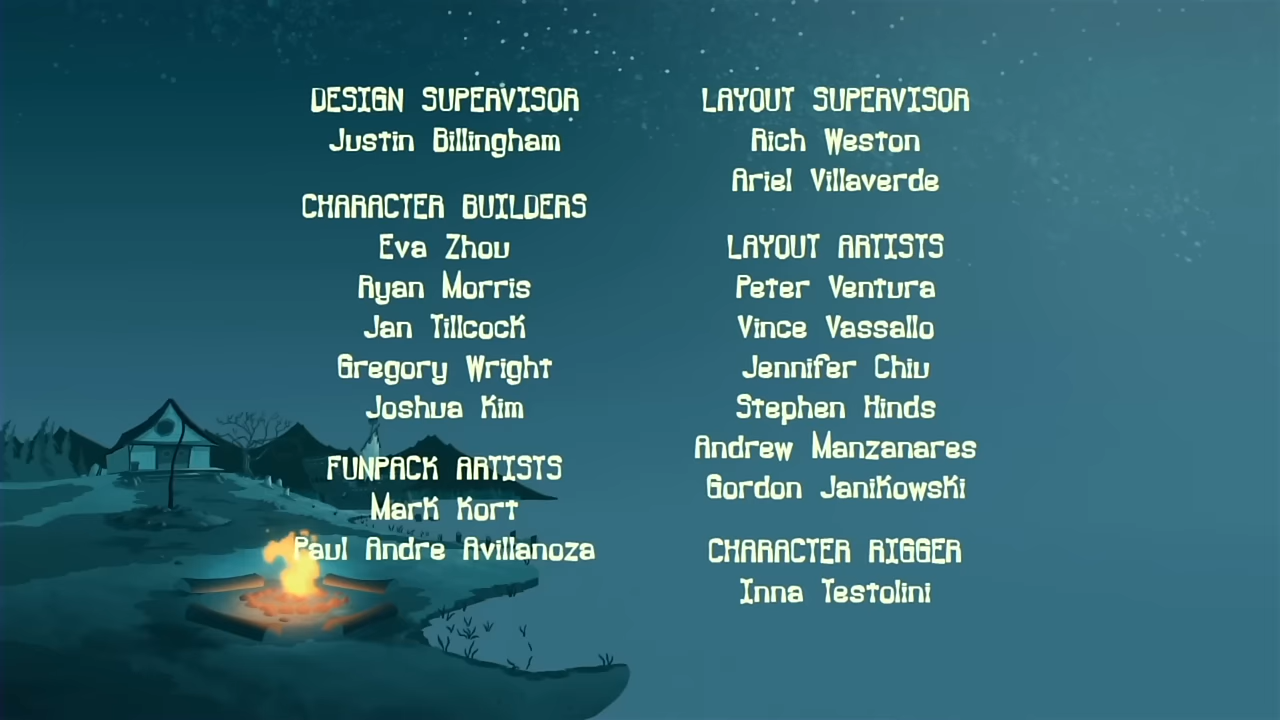 DESIGN SUPERVISOR
Justin Billingham
CHARACTER BUILDERS
Eva Zhou
Ryan Morris
Jan Tillcock
Gregory Wright
Joshua Kim
FUNPACK ARTISTS
Mark Kort
Paul Andre Avillanoza
LAYOUT SUPERVISOR
Rich Weston
Ariel Villaverde
LAYOUT ARTISTS
Peter Ventura
Vince Vassallo
Jennifer Chiu
Stephen Hinds
Andrew Manzanares
Gordon Janikowski
CHARACTER RIGGER
Inna Testolini